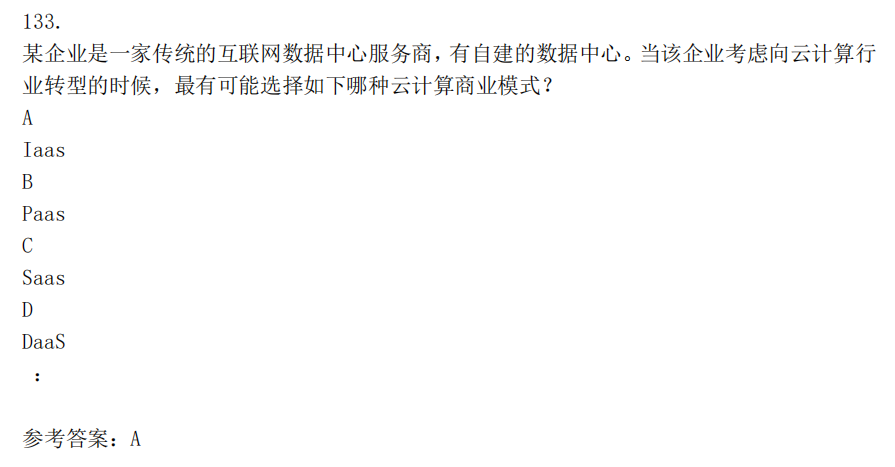 133.
某企业是一家传统的互联网数据中心服务商，有自建的数据中心。当该企业考虑向云计算行
业转型的时候，最有可能选择如下哪种云计算商业模式？
A
Iaas
B
Paas
C
Saas
D
DaaS
：
参考答案：A